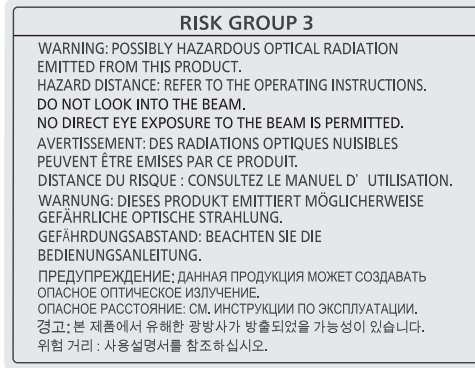 RISK GROUP 3
WARNING: POSSIBLY HAZARDOUS OPTICAL RADIATION
EMITTED FROM THIS PRODUCT.
HAZARD DISTANCE: REFER TO THE OPERATING INSTRUCTIONS.
DO NOT LOOK INTO THE BEAM.
NO DIRECT EYE EXPOSURE TO THE BEAM IS PERMITTED.
AVERTISSEMENT: DES RADIATIONS OPTIQUES NUISIBLES
PEUVENT ÊTRE EMISES PAR CE PRODUIT.
DISTANCE DU RISQUE : CONSULTEZ LE MANUEL D' UTILISATION.
WARNUNG: DIESES PRODUKT EMITTIERT MÖGLICHERWEISE
GEFÄHRLICHE OPTISCHE STRAHLUNG.
GEFÄHRDUNGSABSTAND: BEACHTEN SIE DIE
BEDIENUNGSANLEITUNG.
ПРЕДУПРЕЖДЕНИЕ: ДАННАЯ ПРОДУКЦИЯ МОЖЕТ СОЗДАВАТЬ
ОПАСНОЕ ОПТИЧЕСКОЕ ИЗЛУЧЕНИЕ.
ОПАСНОЕ РАССТОЯНИЕ: СМ. ИНСТРУКЦИИ ПО ЭКСПЛУАТАЦИИ.
경고: 본 제품에서 유해한 광방사가 방출되었을 가능성이 있습니다.
위험 거리 : 사용설명서를 참조하십시오.